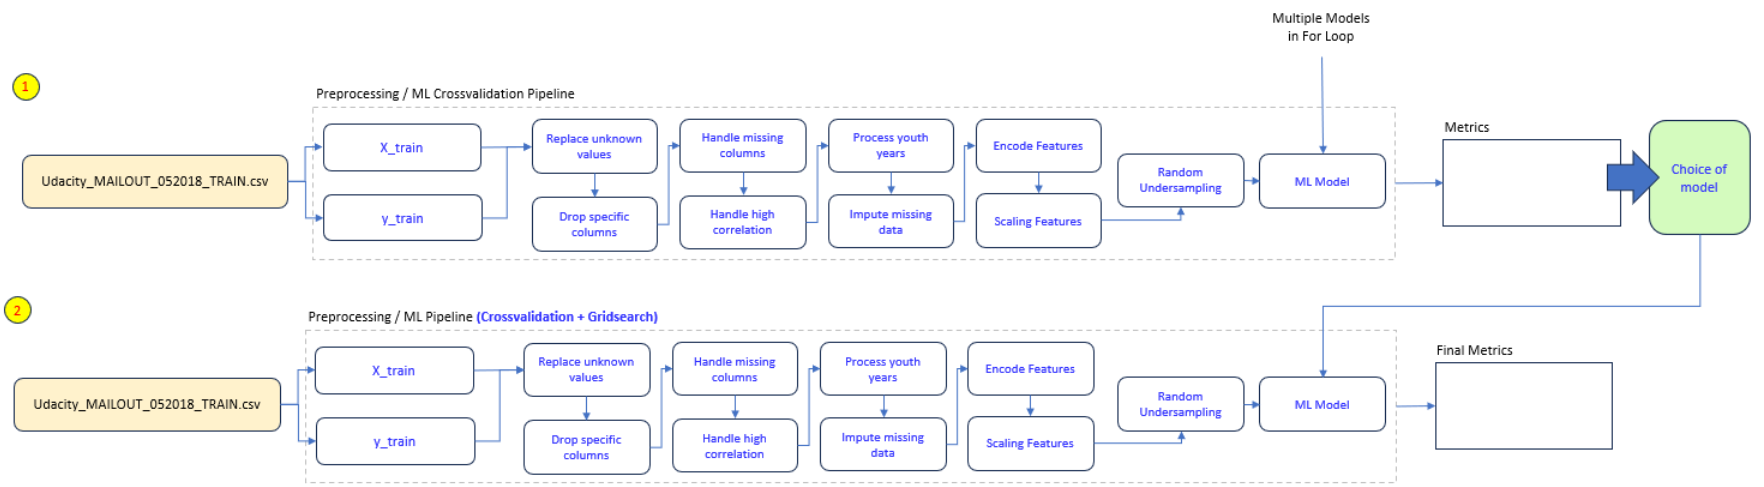 Multiple Models
in For Loop
1
Preprocessing / ML Crossvalidation Pipeline
Udacity_MAILOUT_052018_TRAIN.csv
X_train
y_train
Replace unknown
values
Drop specific
columns
Handle missing
columns
Handle high
correlation
Process youth
years
Impute missing
data
Encode Features
Scaling Features
Random
Undersampling
ML Model
Metrics
Choice of
model
2
Preprocessing / ML Pipeline (Crossvalidation + Gridsearch)
Udacity_MAILOUT_052018_TRAIN.csv
X_train
y_train
Replace unknown
values
Drop specific
columns
Handle missing
columns
Handle high
correlation
Process youth
years
Impute missing
data
Encode Features
Scaling Features
Random
Undersampling
ML Model
Final Metrics